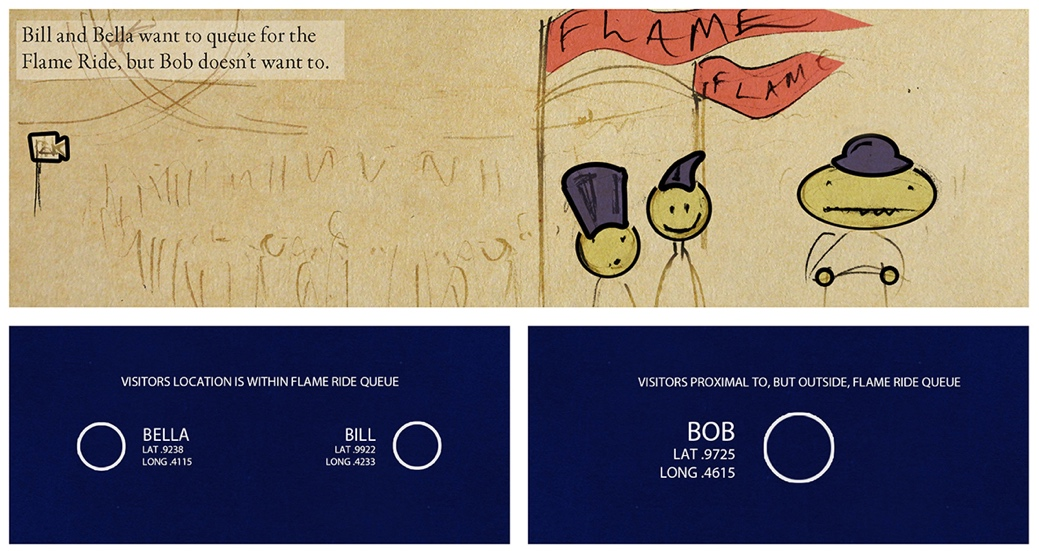 Bill and Bella want to queue for the
Flame Ride, but Bob doesn’t want to.
FLAME
FLAME
VISITORS LOCATION IS WITHIN FLAME RIDE QUEUE
BELLA
LAT .9238
LONG .4115
BILL
LAT .9922
LONG .4233
VISITORS PROXIMAL TO, BUT OUTSIDE, FLAME RIDE QUEUE
BOB
LAT .9725
LONG .4615